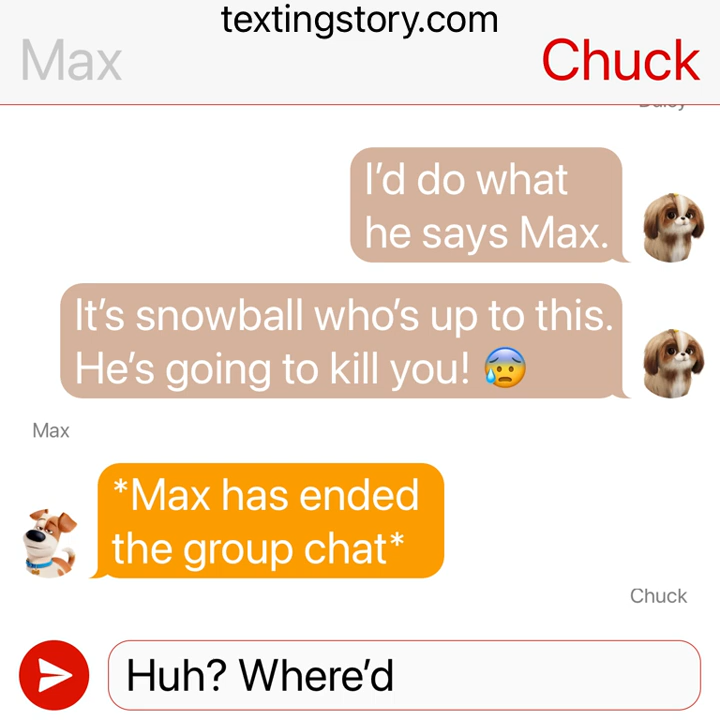 textingstory.com
Max
Chuck
I'd do what
he says Max.
It's snowball who's up to this.
He's going to kill you! 😰
Max
*Max has ended
the group chat*
Chuck
Huh? Where'd